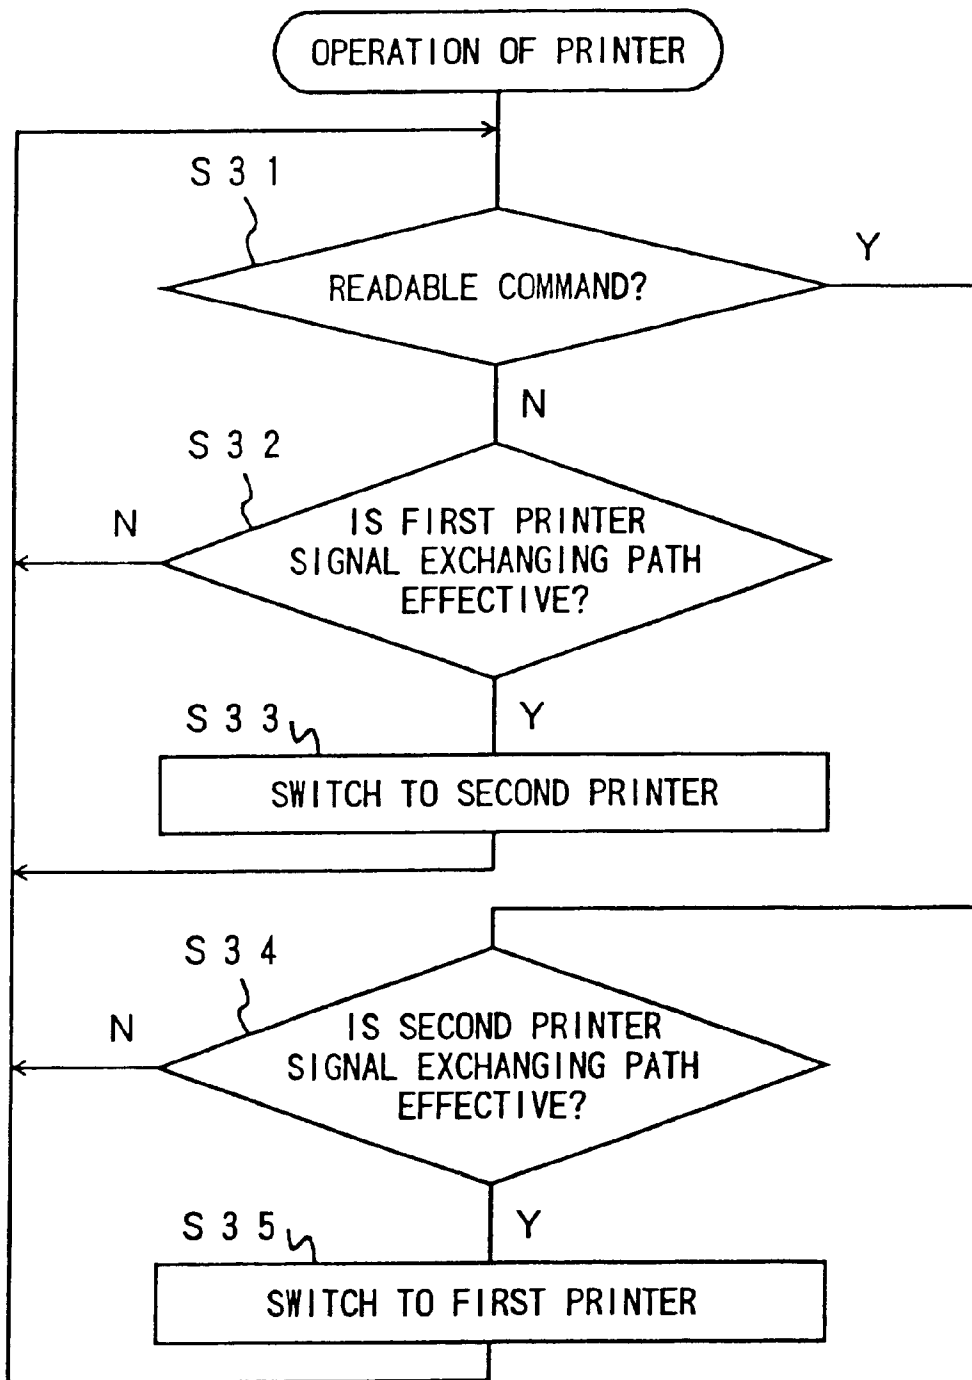 OPERATION OF PRINTER
S31
Y
READABLE COMMAND?
N
S32
N
IS FIRST PRINTER
SIGNAL EXCHANGING PATH
EFFECTIVE?
Y
S33
SWITCH TO SECOND PRINTER
S34
N
IS SECOND PRINTER
SIGNAL EXCHANGING PATH
EFFECTIVE?
Y
S35
SWITCH TO FIRST PRINTER